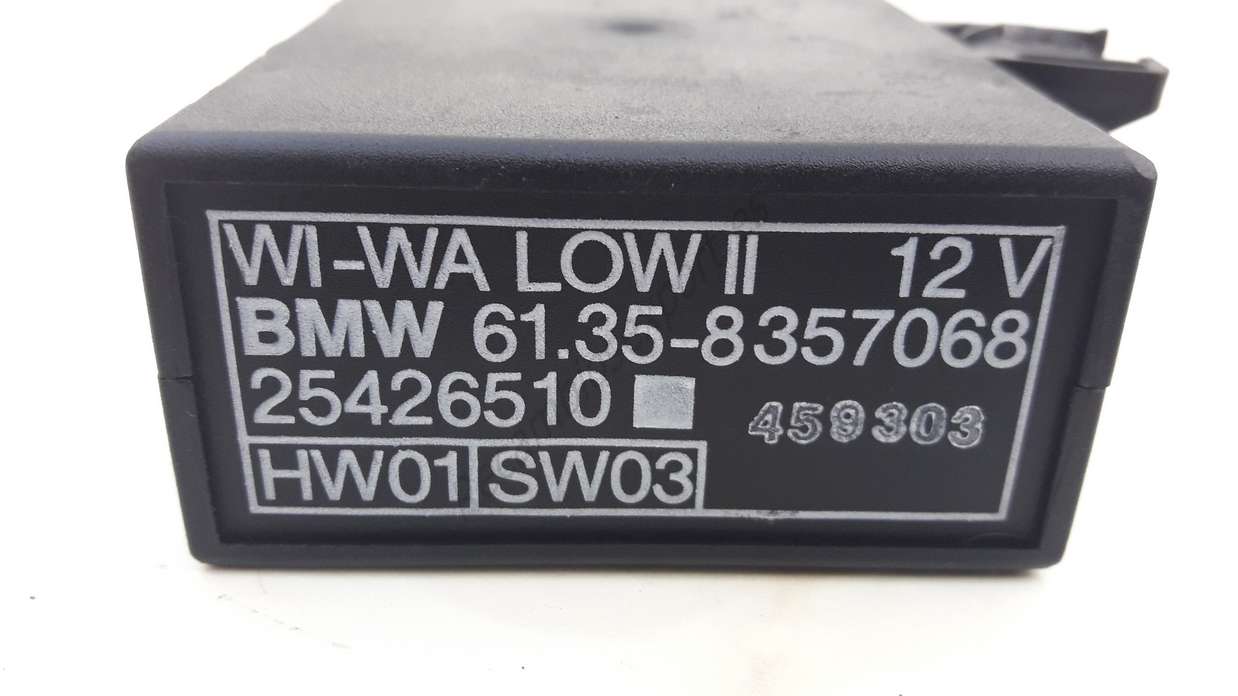 WI-WA LOW II 12 V
BMW 61.35-8357068
25426510 459303
HW01 SW03